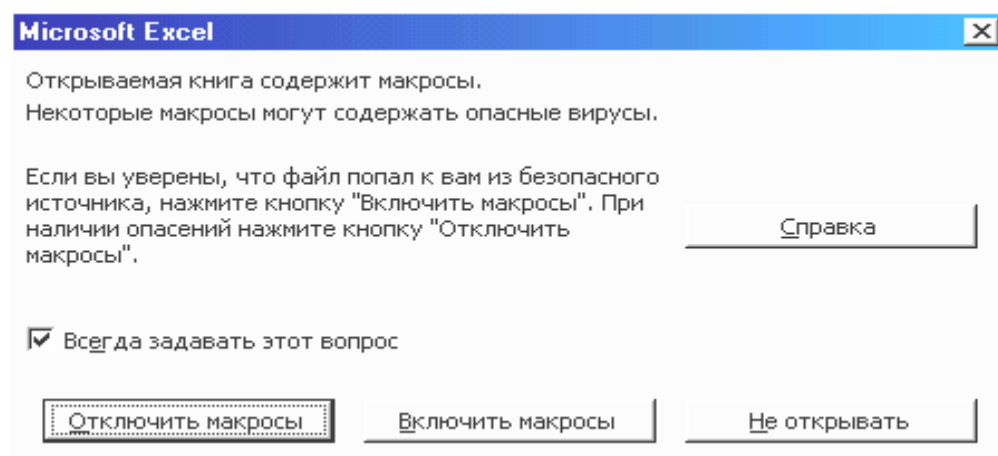 Microsoft Excel
Открываемая книга содержит макросы.
Некоторые макросы могут содержать опасные вирусы.
Если вы уверены, что файл попал к вам из безопасного
источника, нажмите кнопку "Включить макросы". При
наличии опасений нажмите кнопку "Отключить
макросы".
Справка
Всегда задавать этот вопрос
Отключить макросы
Включить макросы
Не открывать